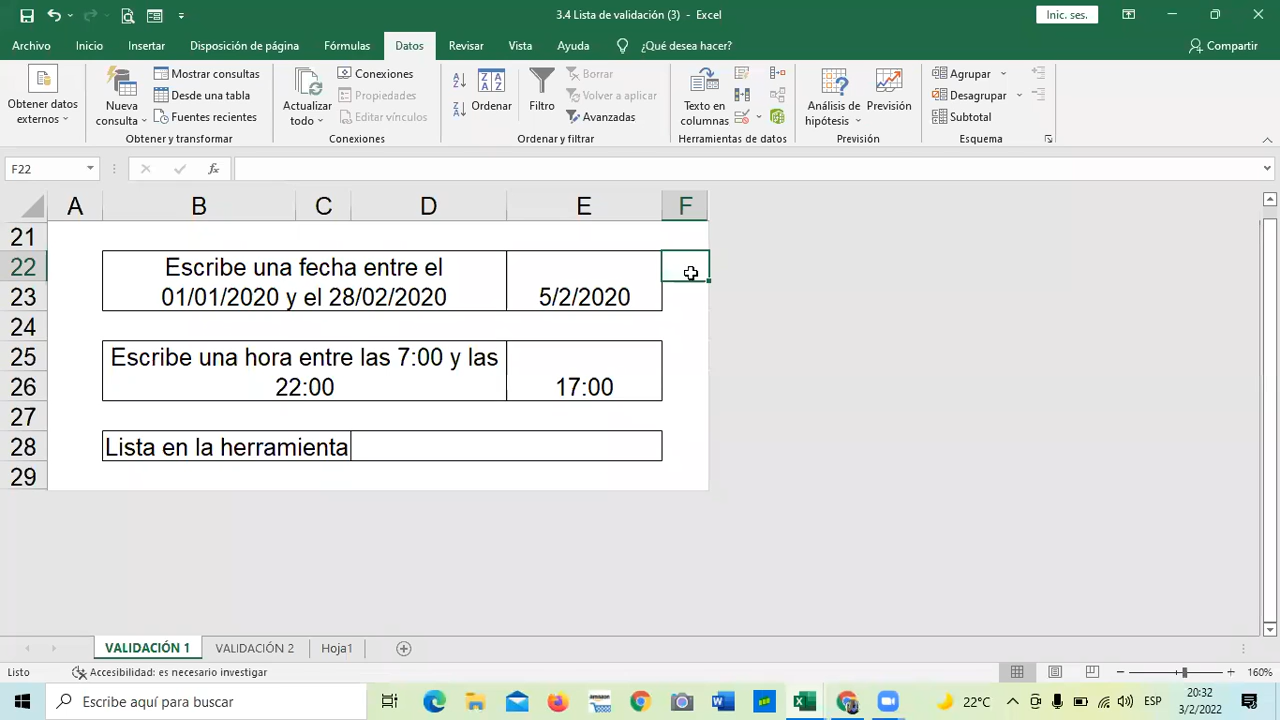 3.4 Lista de validación (3) - Excel
Inic. ses.
Archivo Inicio Insertar Disposición de página Fórmulas Datos Revisar Vista Ayuda ¿Qué desea hacer? Compartir
Obtener datos externos
Nueva consulta
Mostrar consultas
Desde una tabla
Fuentes recientes
Obtener y transformar
Actualizar todo
Conexiones
Propiedades
Editar vínculos
Conexiones
Ordenar
Filtro
Borrar
Volver a aplicar
Avanzadas
Ordenar y filtrar
Texto en columnas
Herramientas de datos
Análisis de hipótesis
Previsión
Previsión
Agrupar
Desagrupar
Subtotal
Esquema
F22
fx
A B C D E F
21
22 Escribe una fecha entre el
23 01/01/2020 y el 28/02/2020 5/2/2020
24
25 Escribe una hora entre las 7:00 y las
26 22:00 17:00
27
28 Lista en la herramienta
29
VALIDACIÓN 1 VALIDACIÓN 2 Hoja1
Listo Accesibilidad: es necesario investigar 160%
Escribe aquí para buscar
22°C
ESP
20:32
3/2/2022